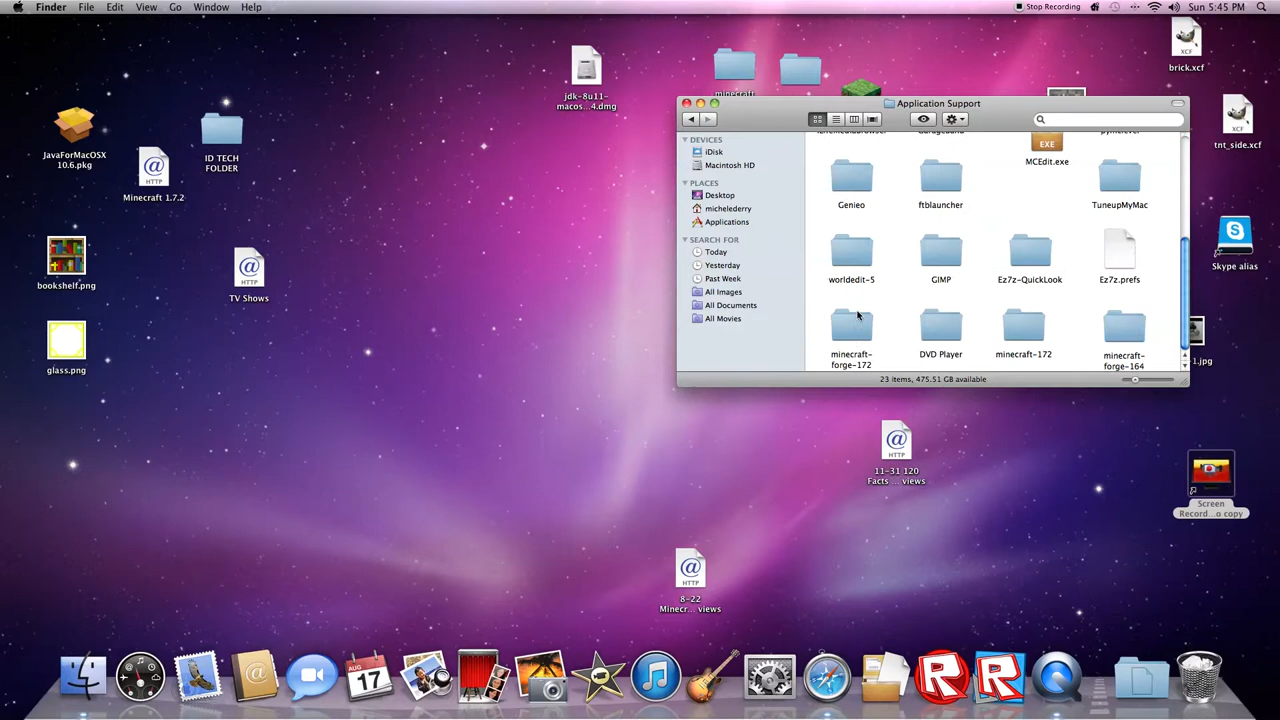 Finder File Edit View Go Window Help
Stop Recording
Sun 5:45 PM
JavaForMacOSX
10.6.pkg
HTTP
Minecraft 1.7.2
ID TECH
FOLDER
bookshelf.png
TV Shows
glass.png
jdk-8u11-
macos...4.dmg
minecraft
XCF
brick.xcf
XCF
tnt_side.xcf
Skype alias
-1.jpg
Screen
Record...o copy
Application Support
DEVICES
iDisk
Macintosh HD
PLACES
Desktop
michelederry
Applications
SEARCH FOR
Today
Yesterday
Past Week
All Images
All Documents
All Movies
EXE
MCEdit.exe
Genieo
ftblauncher
TuneupMyMac
worldedit-5
GIMP
Ez7z-QuickLook
Ez7z.prefs
minecraft-
forge-172
DVD Player
minecraft-172
minecraft-
forge-164
23 items, 475.51 GB available
HTTP
11-31 120
Facts ... views
HTTP
8-22
Minecr... views
HTTP
AUG
17